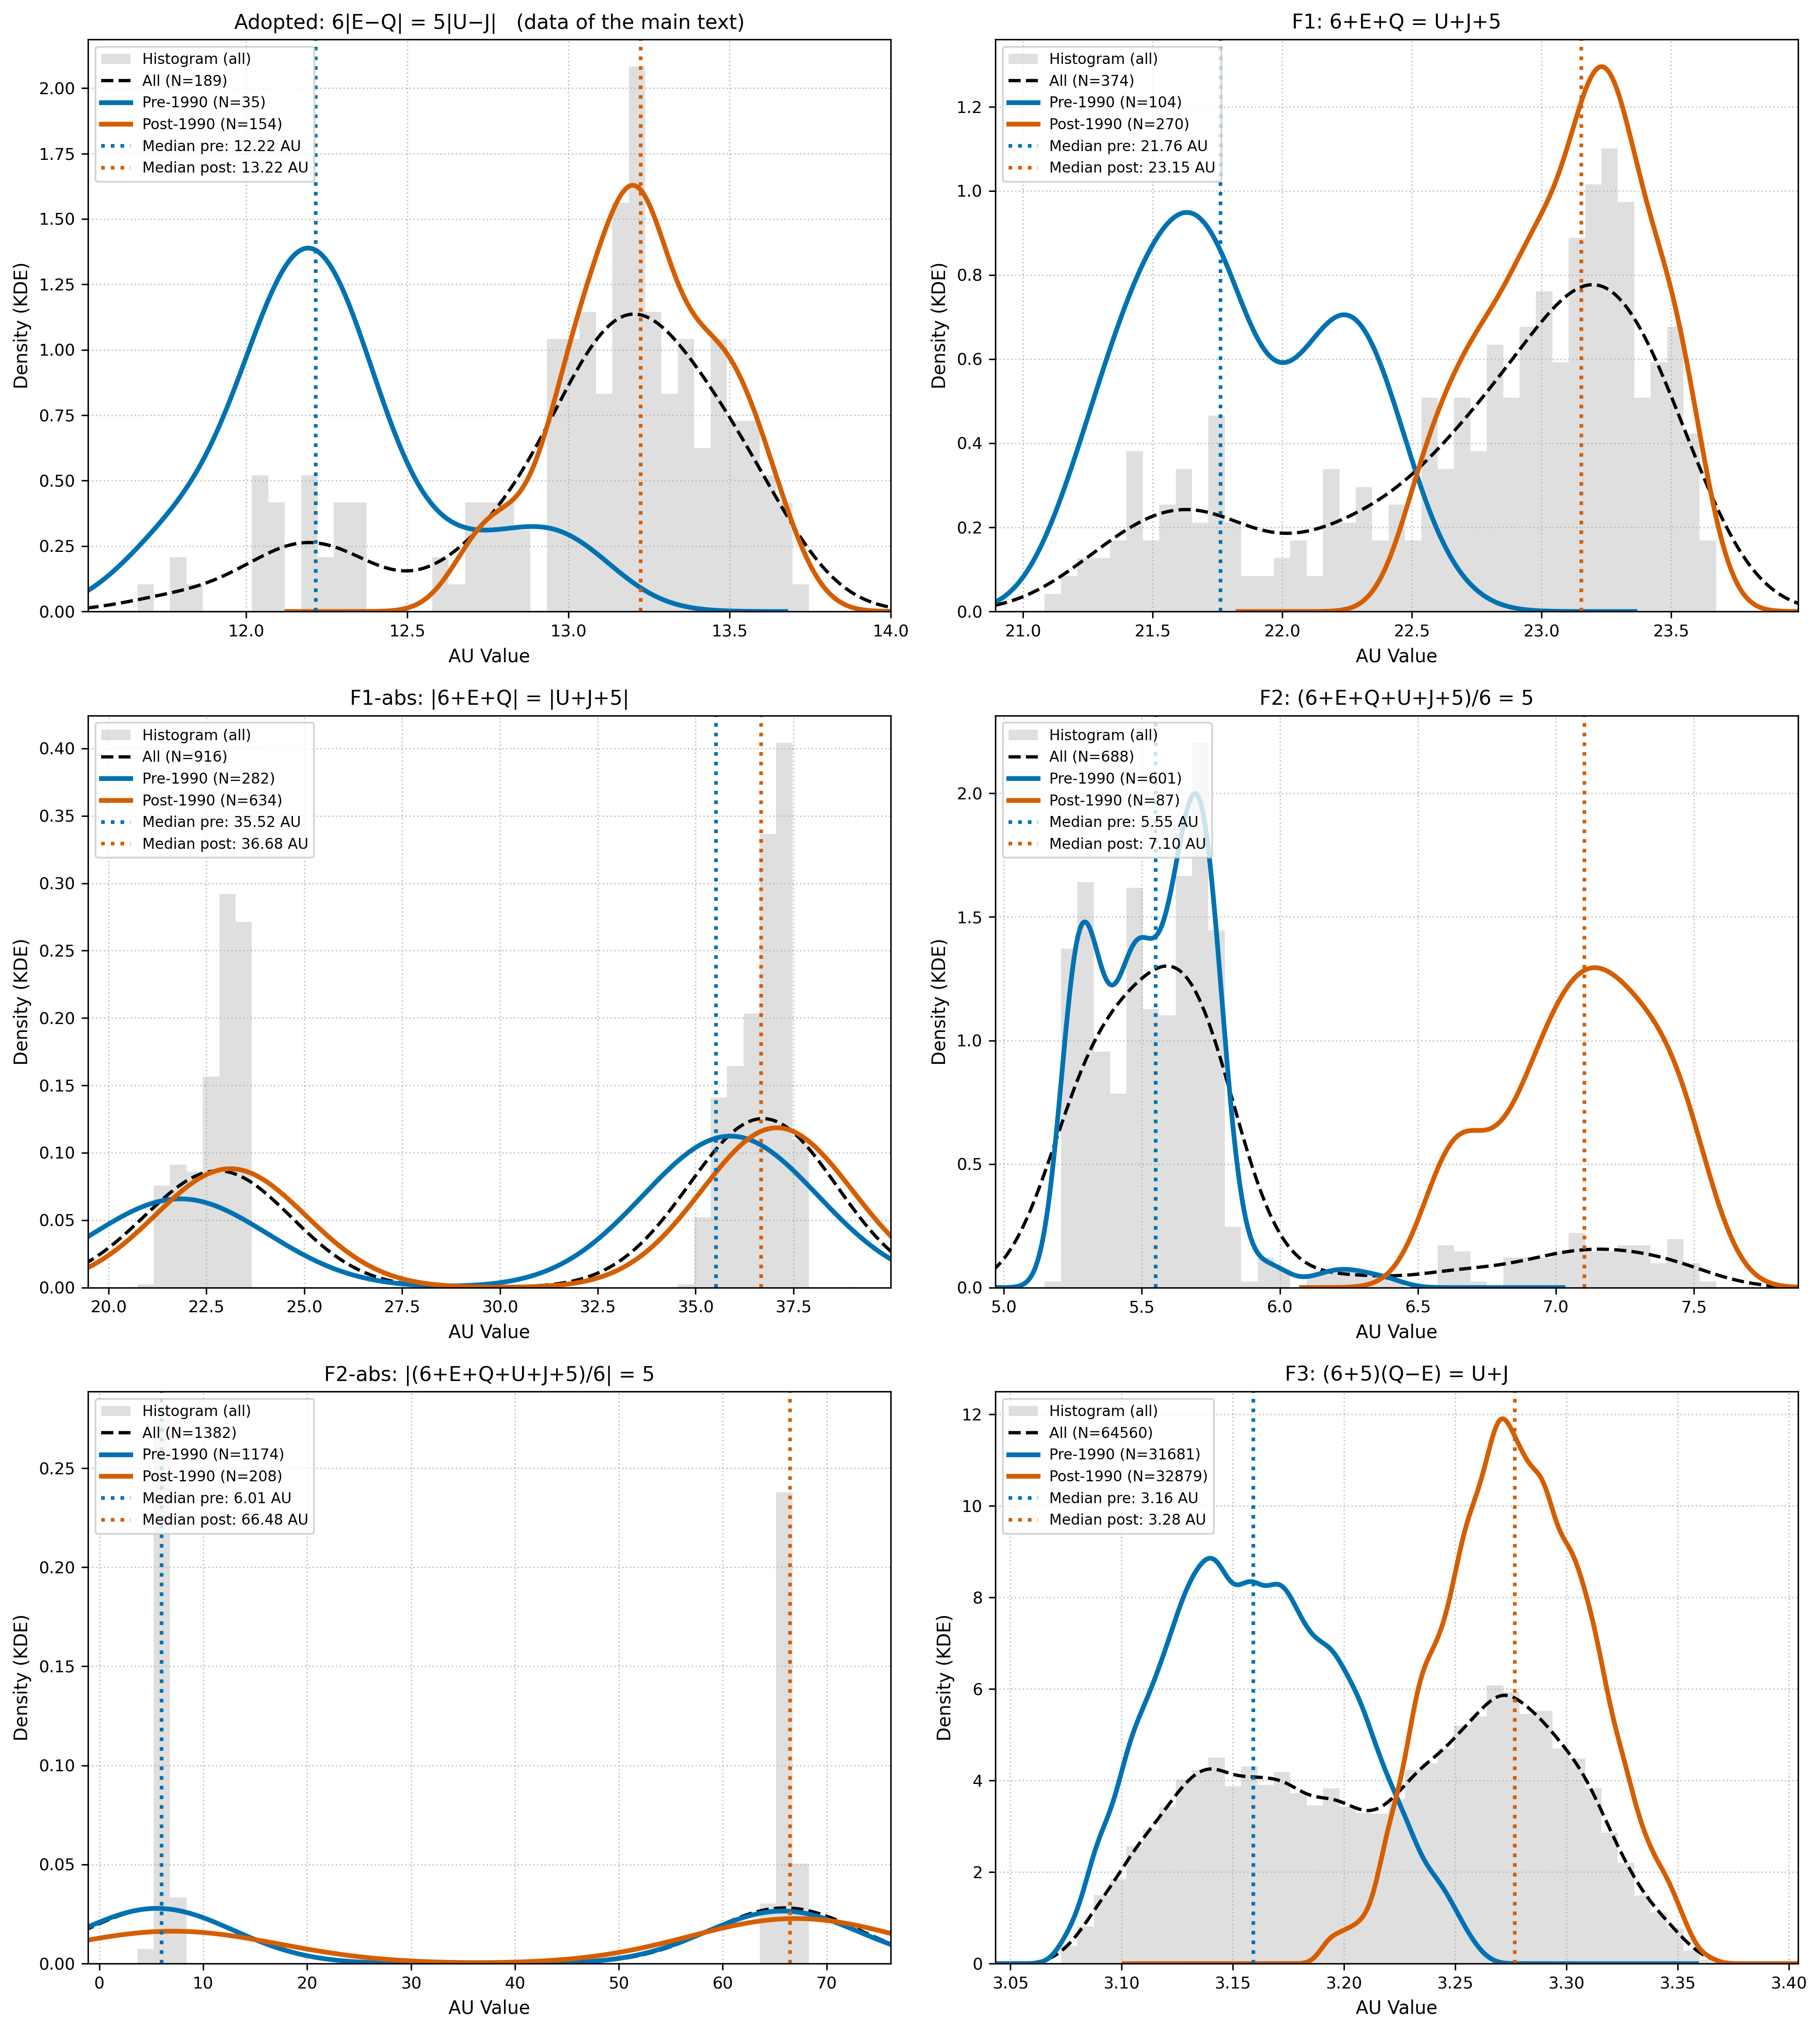 Adopted: 6|E−Q| = 5|U−J|   (data of the main text)
Histogram (all)
All (N=189)
Pre-1990 (N=35)
Post-1990 (N=154)
Median pre: 12.22 AU
Median post: 13.22 AU
Density (KDE)
2.00
1.75
1.50
1.25
1.00
0.75
0.50
0.25
0.00
12.0 12.5 13.0 13.5 14.0
AU Value
F1: 6+E+Q = U+J+5
Histogram (all)
All (N=374)
Pre-1990 (N=104)
Post-1990 (N=270)
Median pre: 21.76 AU
Median post: 23.15 AU
Density (KDE)
1.2
1.0
0.8
0.6
0.4
0.2
0.0
21.0 21.5 22.0 22.5 23.0 23.5
AU Value
F1-abs: |6+E+Q| = |U+J+5|
Histogram (all)
All (N=916)
Pre-1990 (N=282)
Post-1990 (N=634)
Median pre: 35.52 AU
Median post: 36.68 AU
Density (KDE)
0.40
0.35
0.30
0.25
0.20
0.15
0.10
0.05
0.00
20.0 22.5 25.0 27.5 30.0 32.5 35.0 37.5
AU Value
F2: (6+E+Q+U+J+5)/6 = 5
Histogram (all)
All (N=688)
Pre-1990 (N=601)
Post-1990 (N=87)
Median pre: 5.55 AU
Median post: 7.10 AU
Density (KDE)
2.0
1.5
1.0
0.5
0.0
5.0 5.5 6.0 6.5 7.0 7.5
AU Value
F2-abs: |(6+E+Q+U+J+5)/6| = 5
Histogram (all)
All (N=1382)
Pre-1990 (N=1174)
Post-1990 (N=208)
Median pre: 6.01 AU
Median post: 66.48 AU
Density (KDE)
0.25
0.20
0.15
0.10
0.05
0.00
0 10 20 30 40 50 60 70
AU Value
F3: (6+5)(Q−E) = U+J
Histogram (all)
All (N=64560)
Pre-1990 (N=31681)
Post-1990 (N=32879)
Median pre: 3.16 AU
Median post: 3.28 AU
Density (KDE)
12
10
8
6
4
2
0
3.05 3.10 3.15 3.20 3.25 3.30 3.35 3.40
AU Value